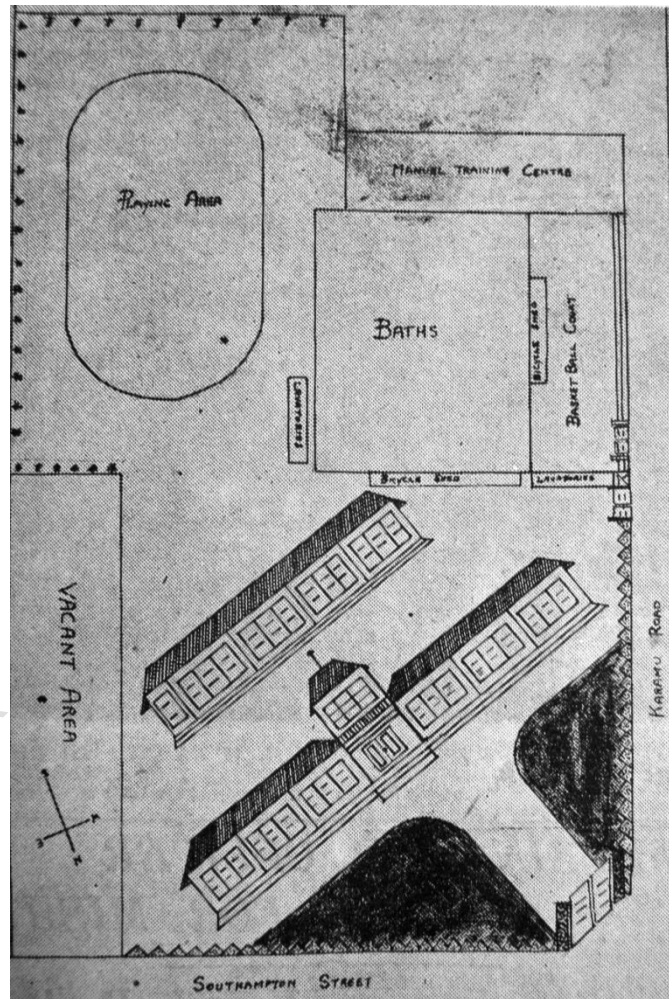 MANUEL TRAINING CENTRE
PLAYING AREA
BATHS
BICYCLE SHED
BASKET BALL COURT
LAVATORIES
BICYCLE SHED
LAVATORIES
VACANT AREA
KARAMU ROAD
SOUTHAMPTON STREET